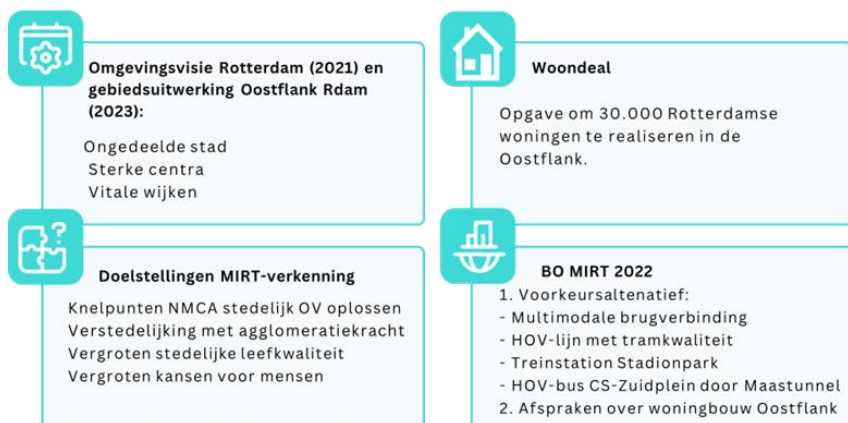 Omgevingsvisie Rotterdam (2021) en
gebiedsuitwerking Oostflank Rdam
(2023):
Ongedeelde stad
Sterke centra
Vitale wijken
Woondeal
Opgave om 30.000 Rotterdamse
woningen te realiseren in de
Oostflank.
Doelstellingen MIRT-verkenning
Knelpunten NMCA stedelijk OV oplossen
Verstedelijking met agglomeratiekracht
Vergroten stedelijke leefkwaliteit
Vergroten kansen voor mensen
BO MIRT 2022
1. Voorkeursaltenatief:
- Multimodale brugverbinding
- HOV-lijn met tramkwaliteit
- Treinstation Stadionpark
- HOV-bus CS-Zuidplein door Maastunnel
2. Afspraken over woningbouw Oostflank